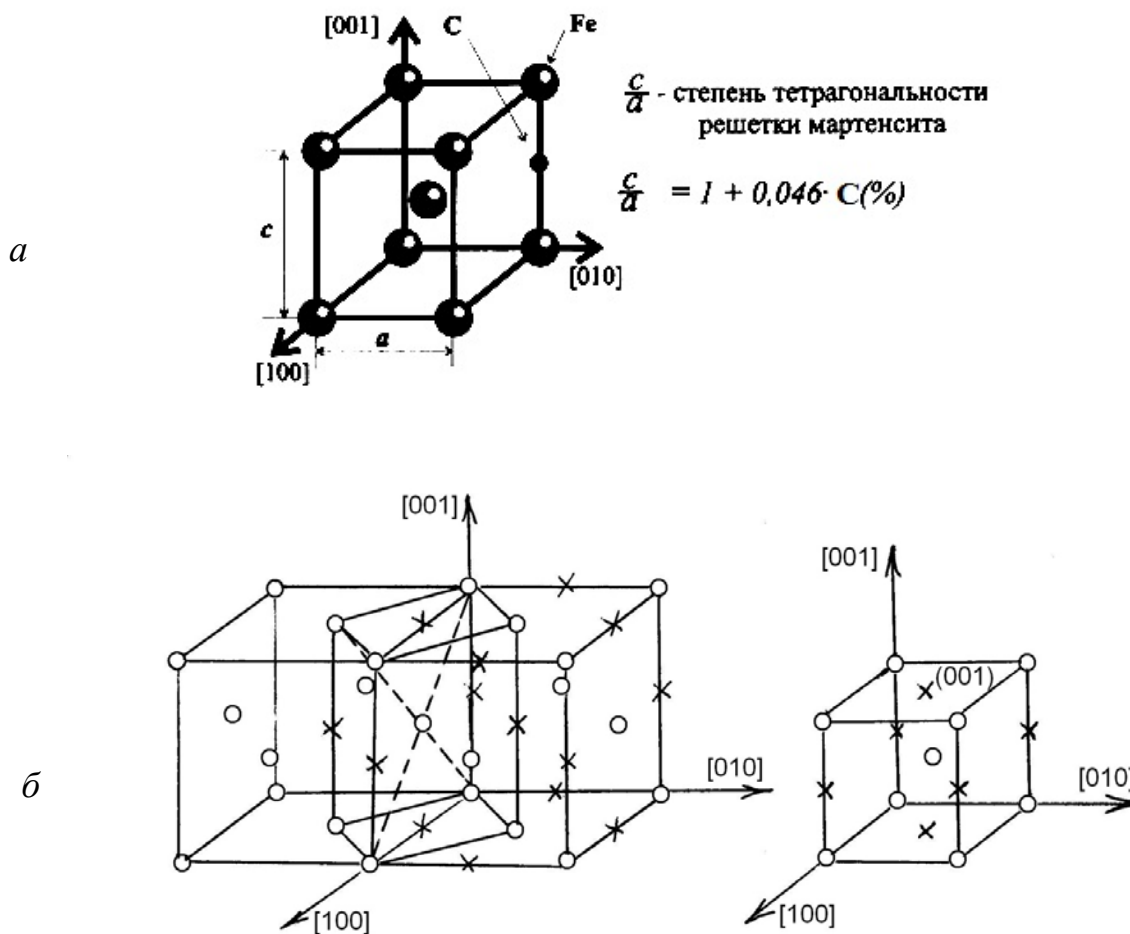 [001]
C
Fe
c/a - степень тетрагональности
решетки мартенсита
c/a = 1 + 0,046· C(%)
а
c
[010]
a
[100]
[001]
[001]
(001)
б
[010]
[010]
[100]
[100]